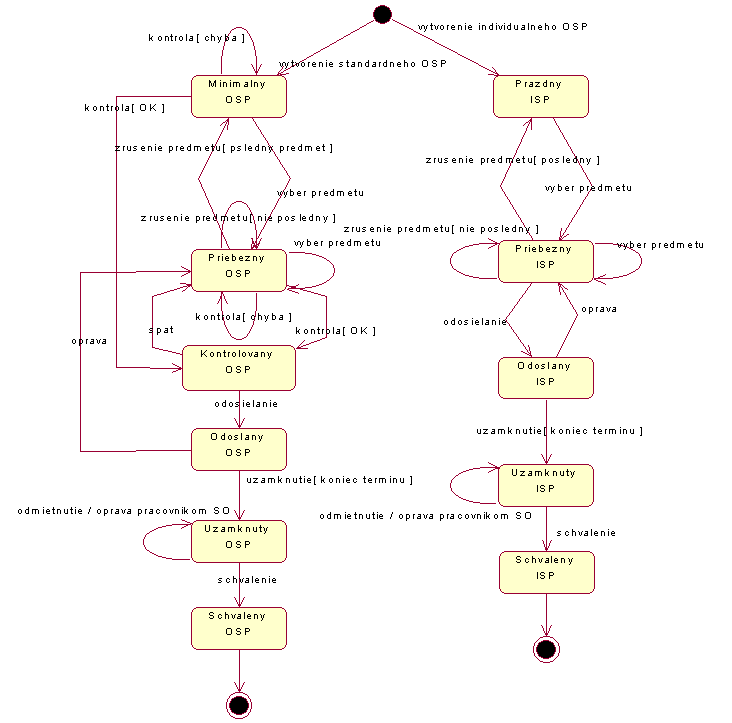 vytvorenie individualneho OSP
kontrola[ chyba ]
vytvorenie standardneho OSP
Minimalny
OSP
Prazdny
ISP
kontrola[ OK ]
zrusenie predmetu[ psledny predmet ]
zrusenie predmetu[ posledny ]
vyber predmetu
vyber predmetu
zrusenie predmetu[ nie posledny ]
zrusenie predmetu[ nie posledny ]
vyber predmetu
vyber predmetu
Priebezny
OSP
Priebezny
ISP
kontrola[ chyba ]
oprava
spat
kontrola[ OK ]
odosielanie
oprava
Kontrolovany
OSP
Odoslany
ISP
odosielanie
Odoslany
OSP
uzamknutie[ koniec terminu ]
uzamknutie[ koniec terminu ]
Uzamknuty
ISP
odmietnutie / oprava pracovnikom SO
odmietnutie / oprava pracovnikom SO
Uzamknuty
OSP
schvalenie
Schvaleny
ISP
schvalenie
Schvaleny
OSP